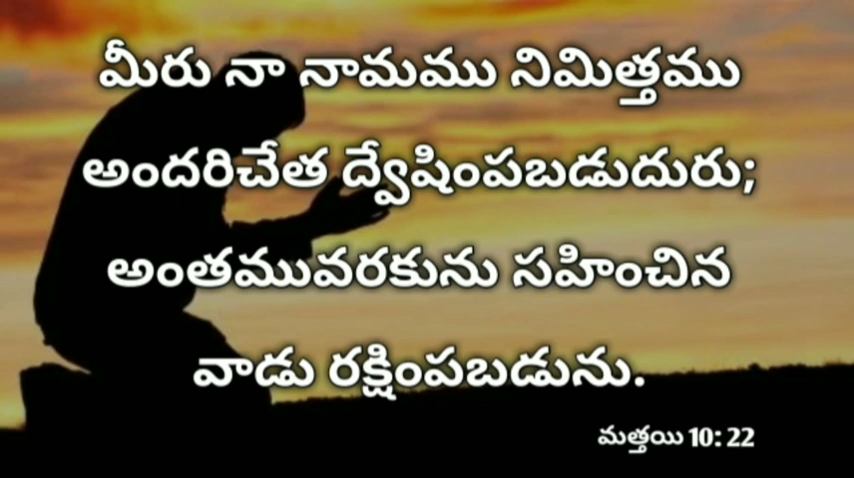 మీరు నా నామము నిమిత్తము
అందరిచేత ద్వేషింపబడుదురు;
అంతమువరకును సహించిన
వాడు రక్షింపబడును.
మత్తయి 10: 22